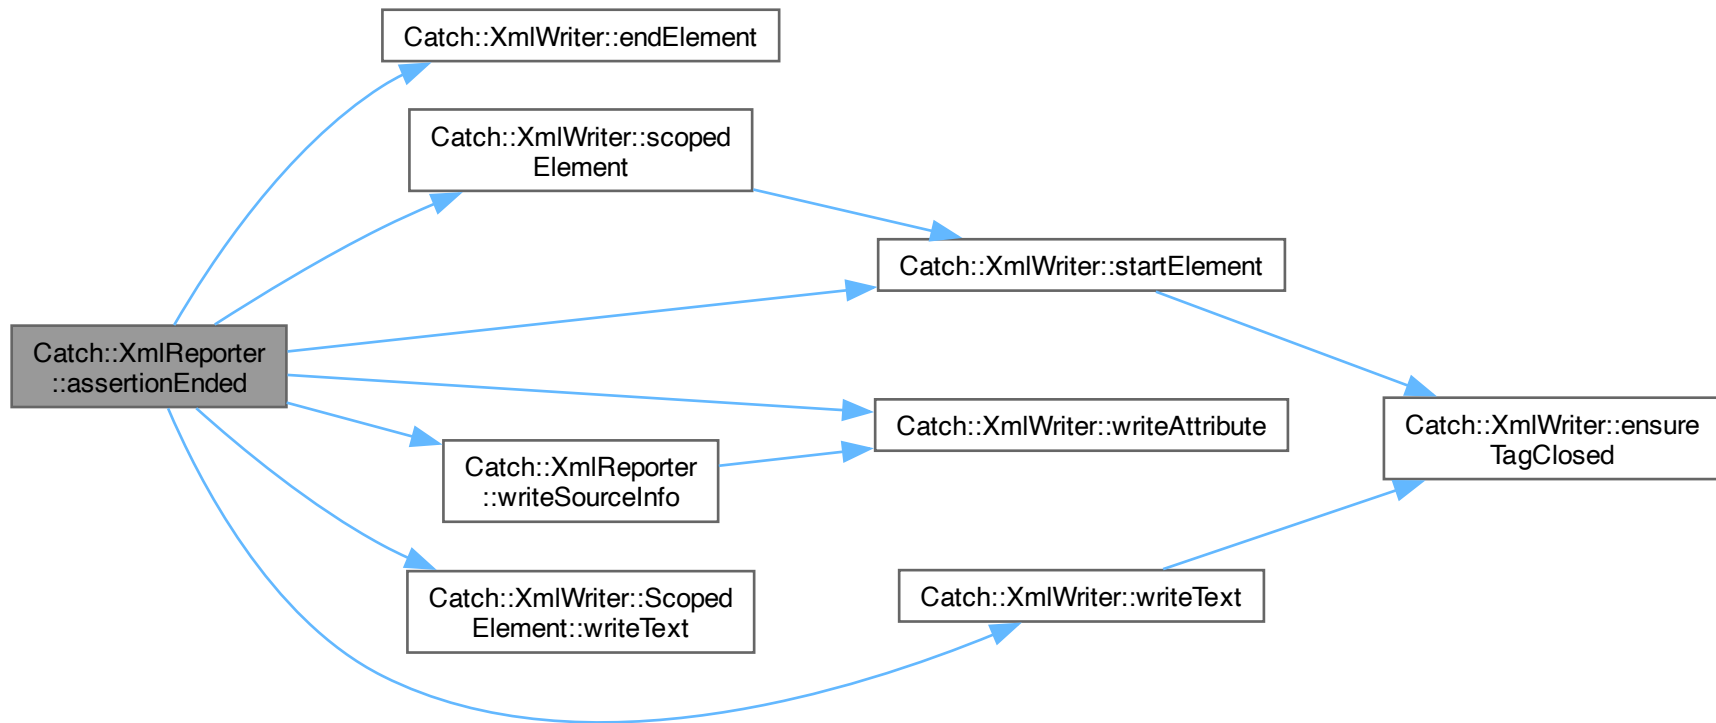 Catch::XmlWriter::endElement
Catch::XmlWriter::scoped
Element
Catch::XmlWriter::startElement
Catch::XmlReporter
::assertionEnded
Catch::XmlWriter::writeAttribute
Catch::XmlWriter::ensure
TagClosed
Catch::XmlReporter
::writeSourceInfo
Catch::XmlWriter::Scoped
Element::writeText
Catch::XmlWriter::writeText